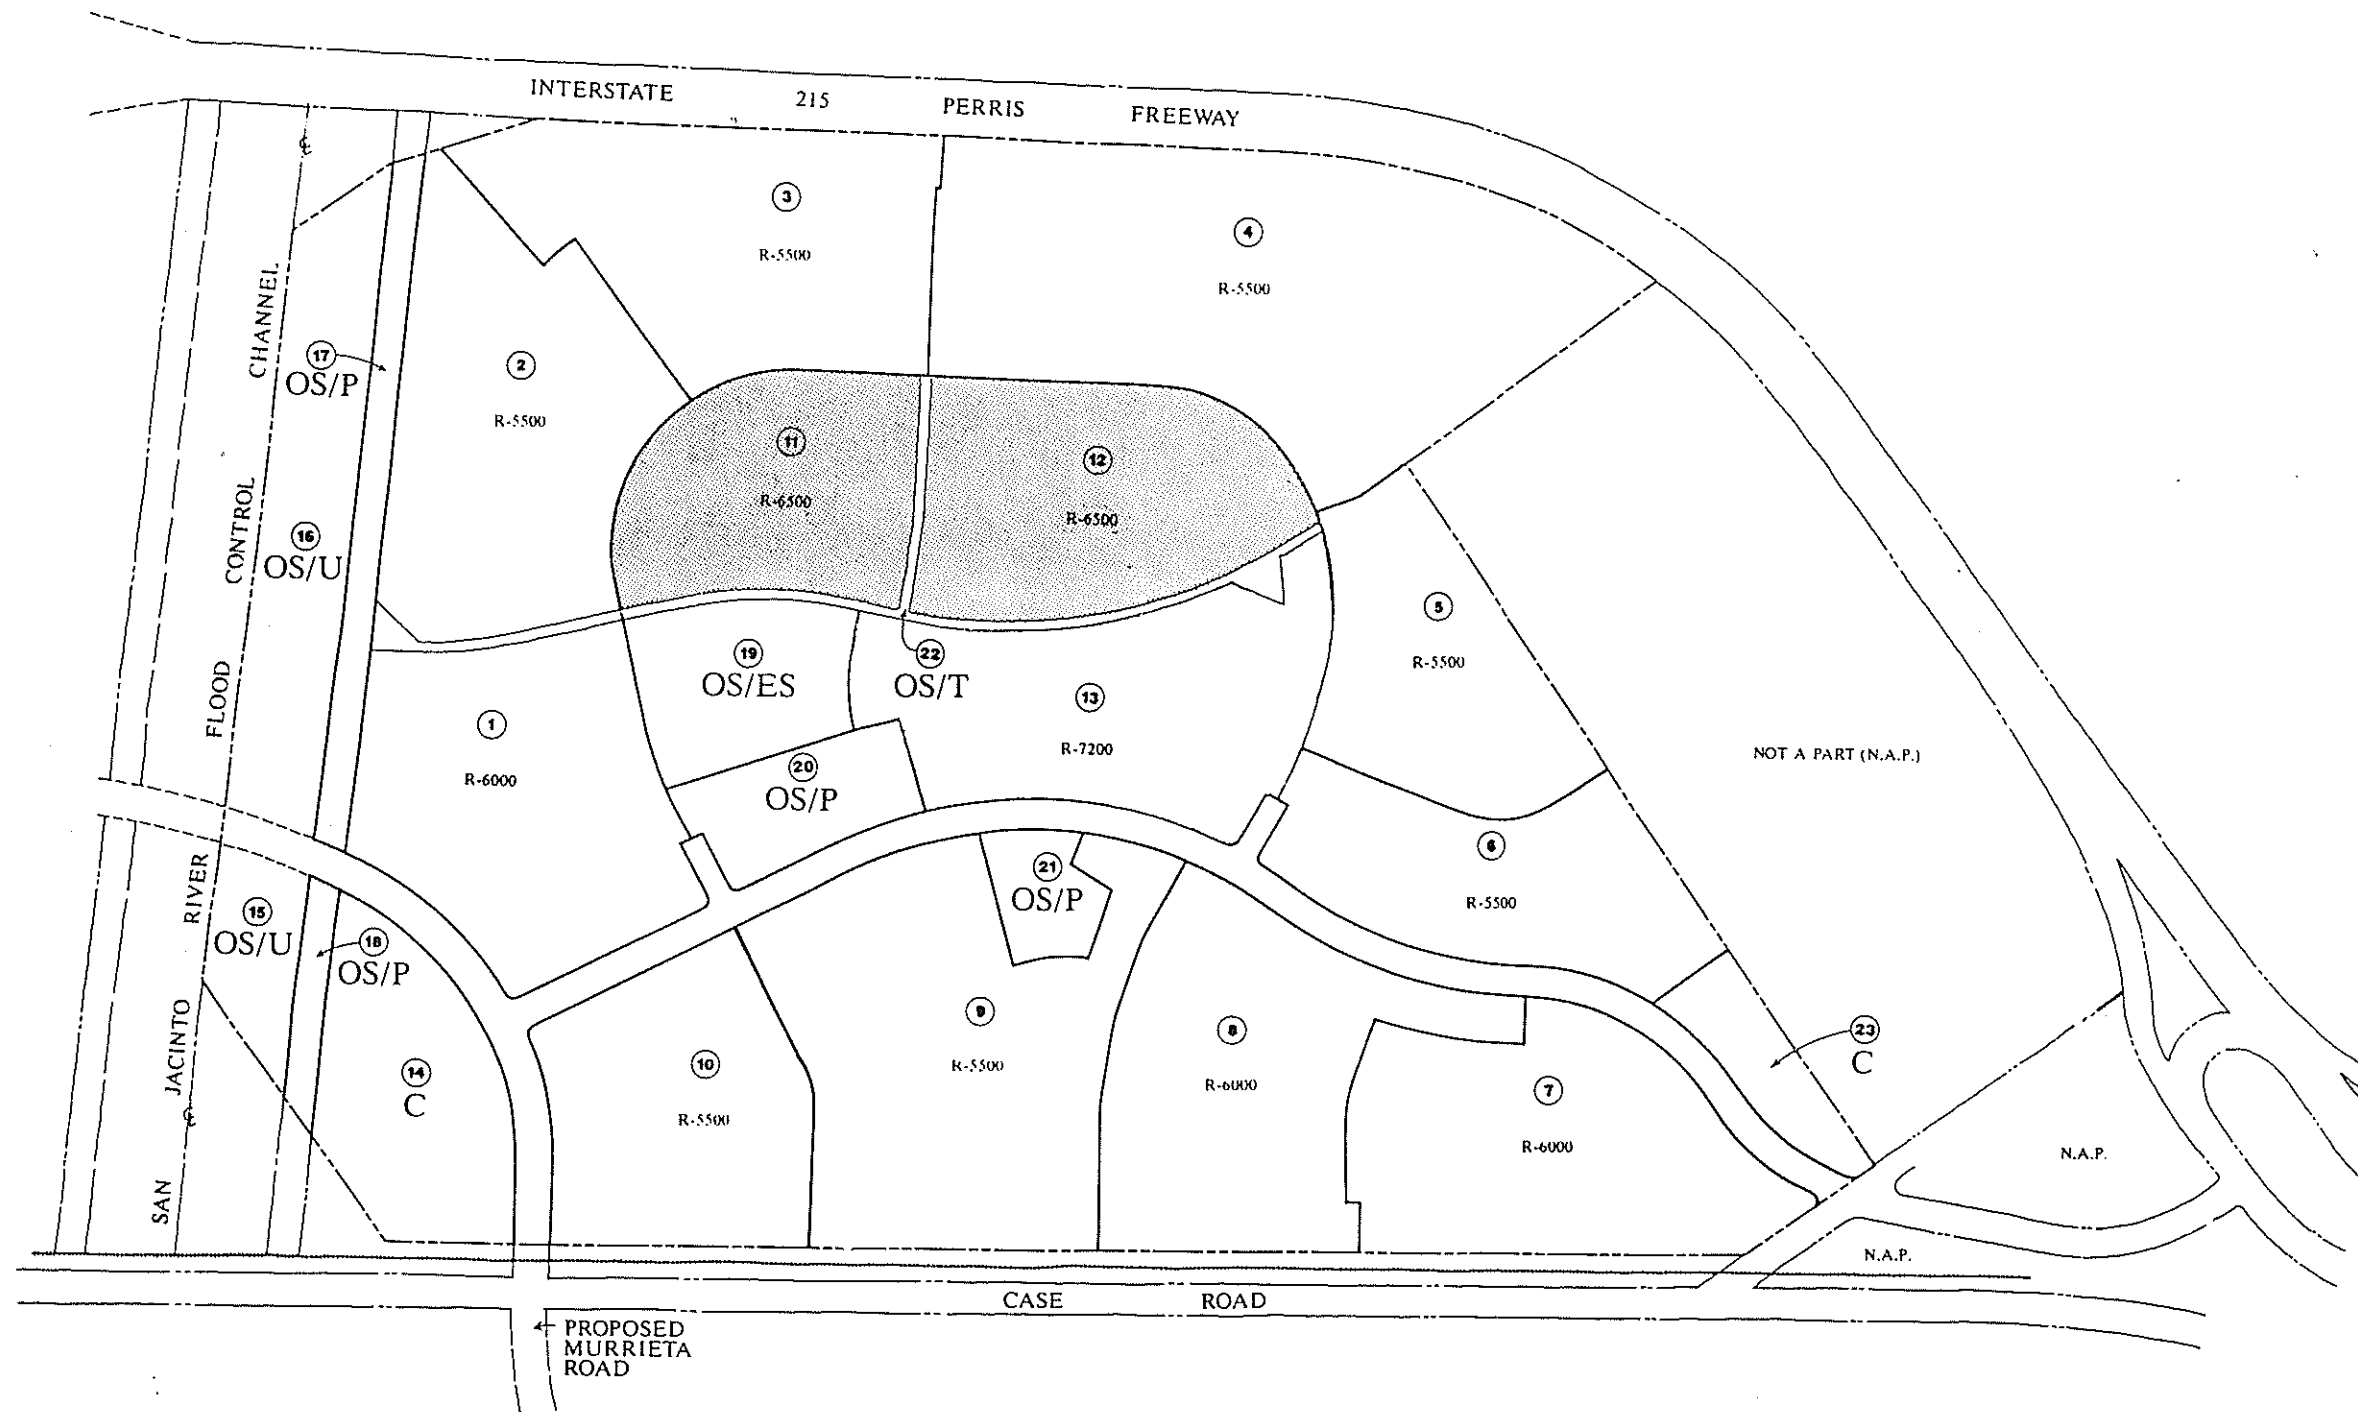 INTERSTATE 215 PERRIS FREEWAY
℄
3
R-5500
4
R-5500
CHANNEL
17
OS/P
2
R-5500
11
R-6500
12
R-6500
CONTROL
16
OS/U
5
R-5500
FLOOD
19
OS/ES
22
OS/T
13
R-7200
1
R-6000
NOT A PART (N.A.P.)
20
OS/P
6
R-5500
21
OS/P
RIVER
15
OS/U
18
OS/P
9
R-5500
8
R-6000
23
C
JACINTO
14
C
10
R-5500
7
R-6000
℄
N.A.P.
SAN
N.A.P.
CASE ROAD
PROPOSED
MURRIETA
ROAD